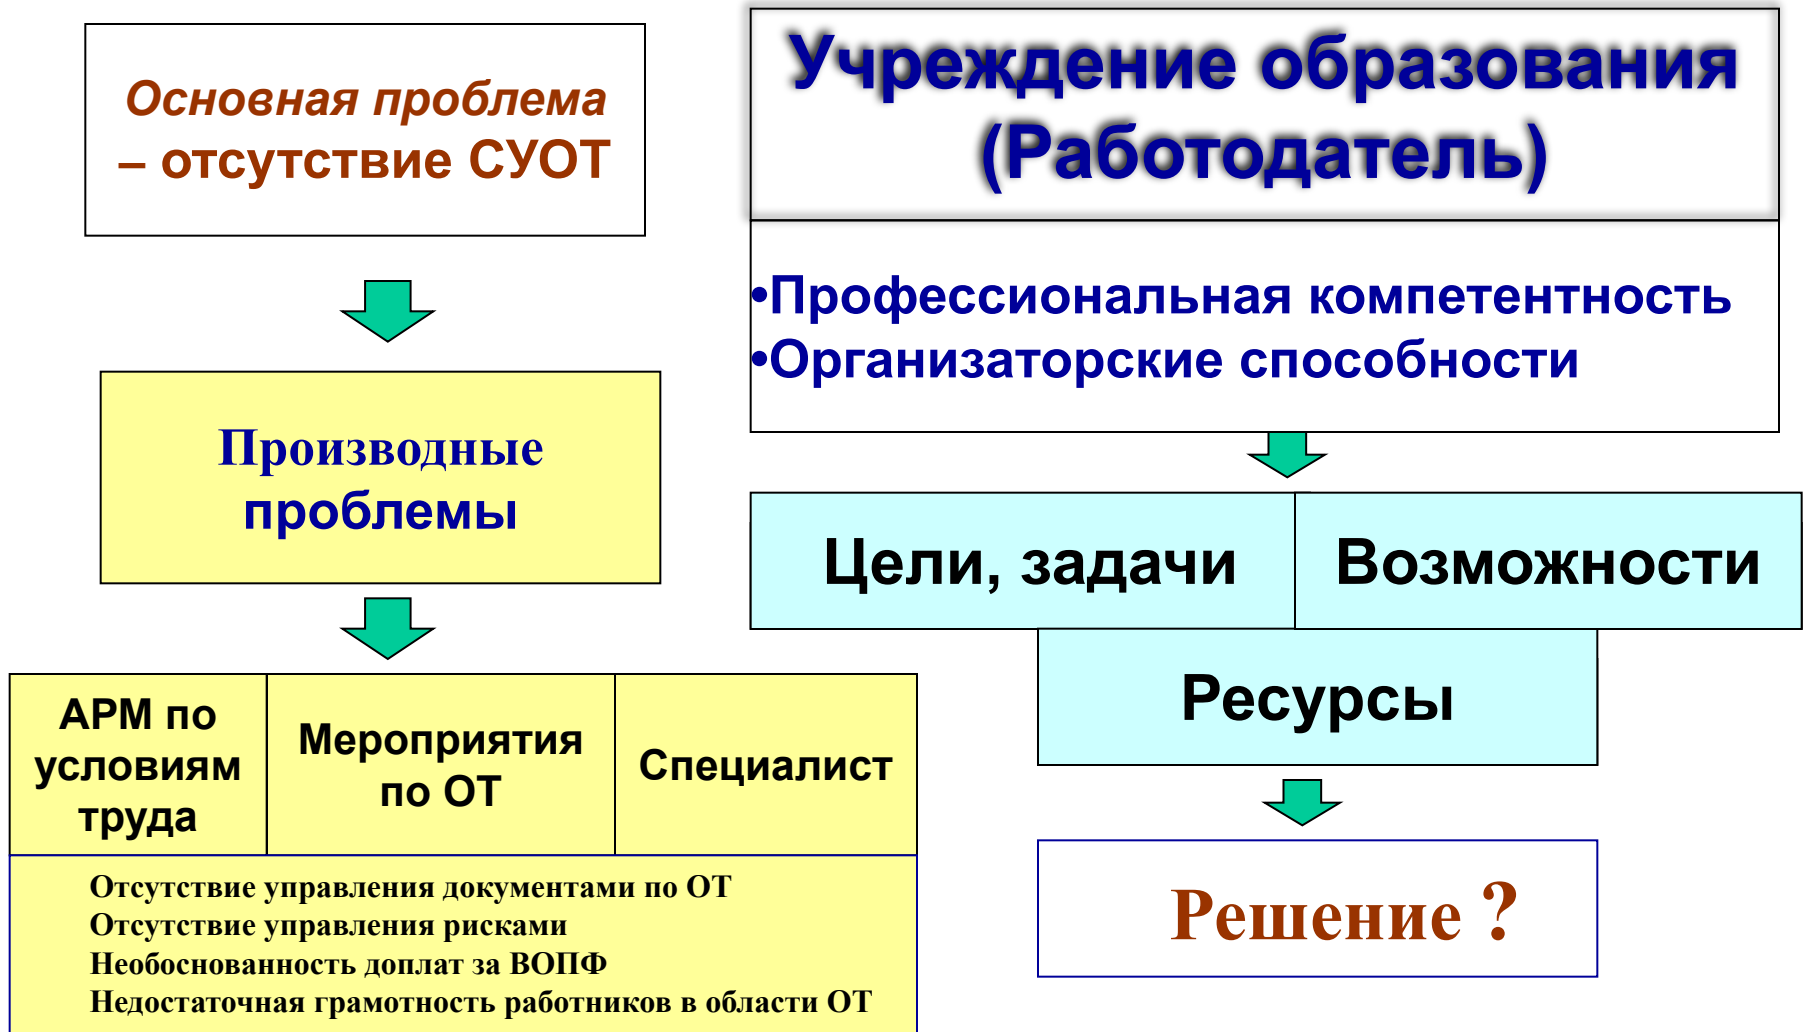 Основная проблема
– отсутствие СУОТ
Производные
проблемы
АРМ по
условиям
труда
Мероприятия
по ОТ
Специалист
Отсутствие управления документами по ОТ
Отсутствие управления рисками
Необоснованность доплат за ВОПФ
Недостаточная грамотность работников в области ОТ
Учреждение образования
(Работодатель)
•Профессиональная компетентность
•Организаторские способности
Цели, задачи
Возможности
Ресурсы
Решение ?